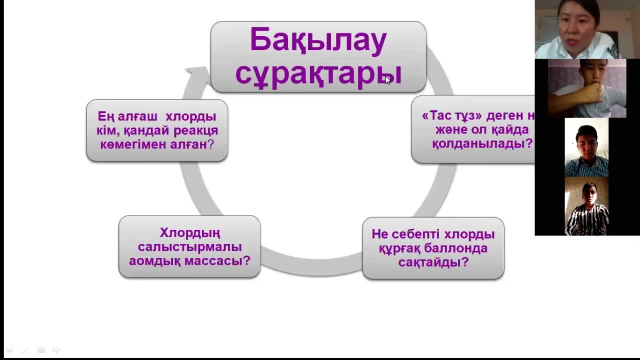 Бақылау
сұрақтары
Ең алғаш хлорды
кім, қандай реакця
көмегімен алған?
«Тас тұз» деген
және ол қайда
қолданылады?
Хлордың
салыстырмалы
аомдық массасы?
Не себепті хлорды
құрғақ баллонда
сақтайды?